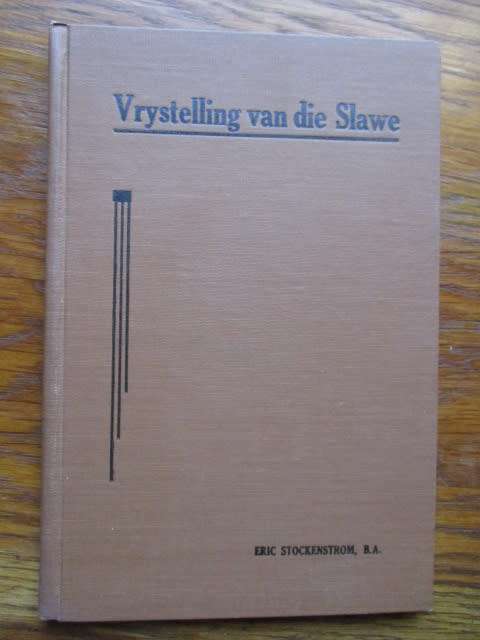 Vrystelling van die Slawe
ERIC STOCKENSTROM, B.A.